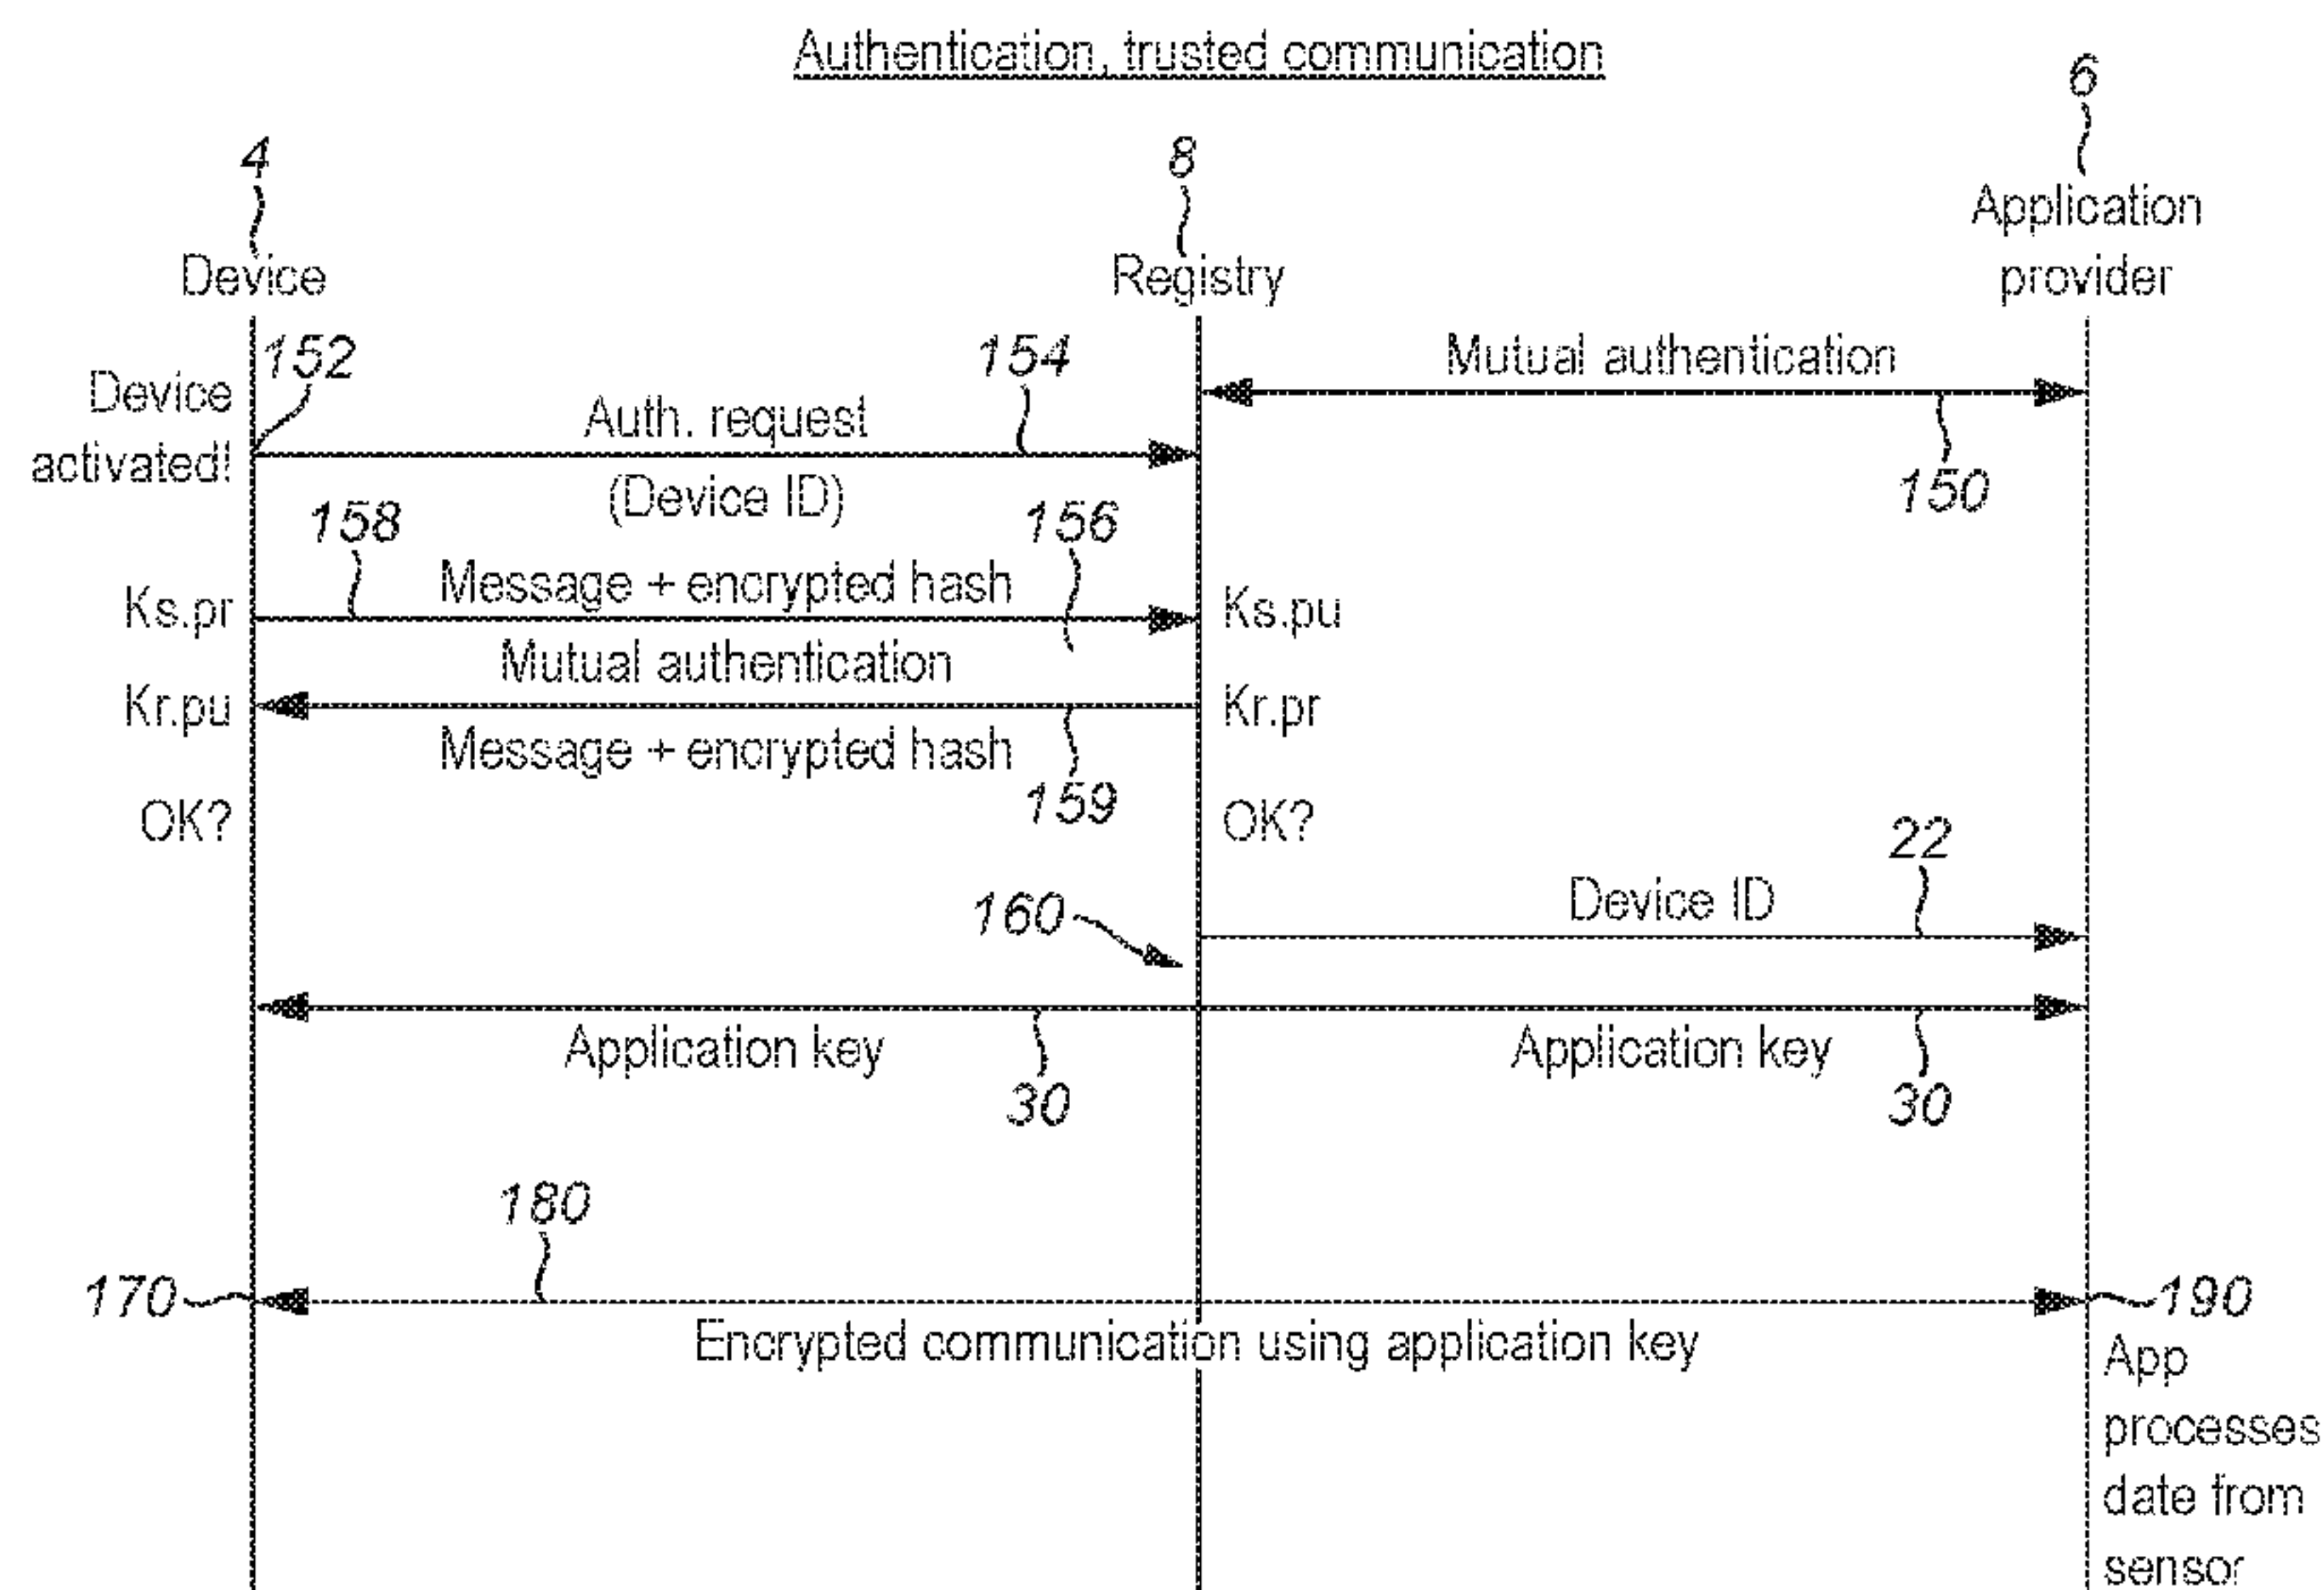 Authentication, trusted communication
4
8
6
Device
Registry
Application
provider
152
154
Mutual authentication
Device
activated!
Auth. request
(Device ID)
150
158
156
Ks.pr
Message + encrypted hash
Ks.pu
Mutual authentication
Kr.pu
Kr.pr
Message + encrypted hash
159
OK?
OK?
22
160
Device ID
Application key
Application key
30
30
180
170
190
Encrypted communication using application key
App
processes
date from
sensor